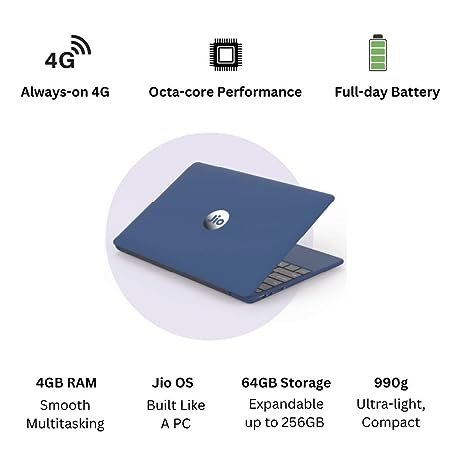 4G
Always-on 4G
Octa-core Performance
Full-day Battery
Jio
4GB RAM
Smooth
Multitasking
Jio OS
Built Like
A PC
64GB Storage
Expandable
up to 256GB
990g
Ultra-light,
Compact